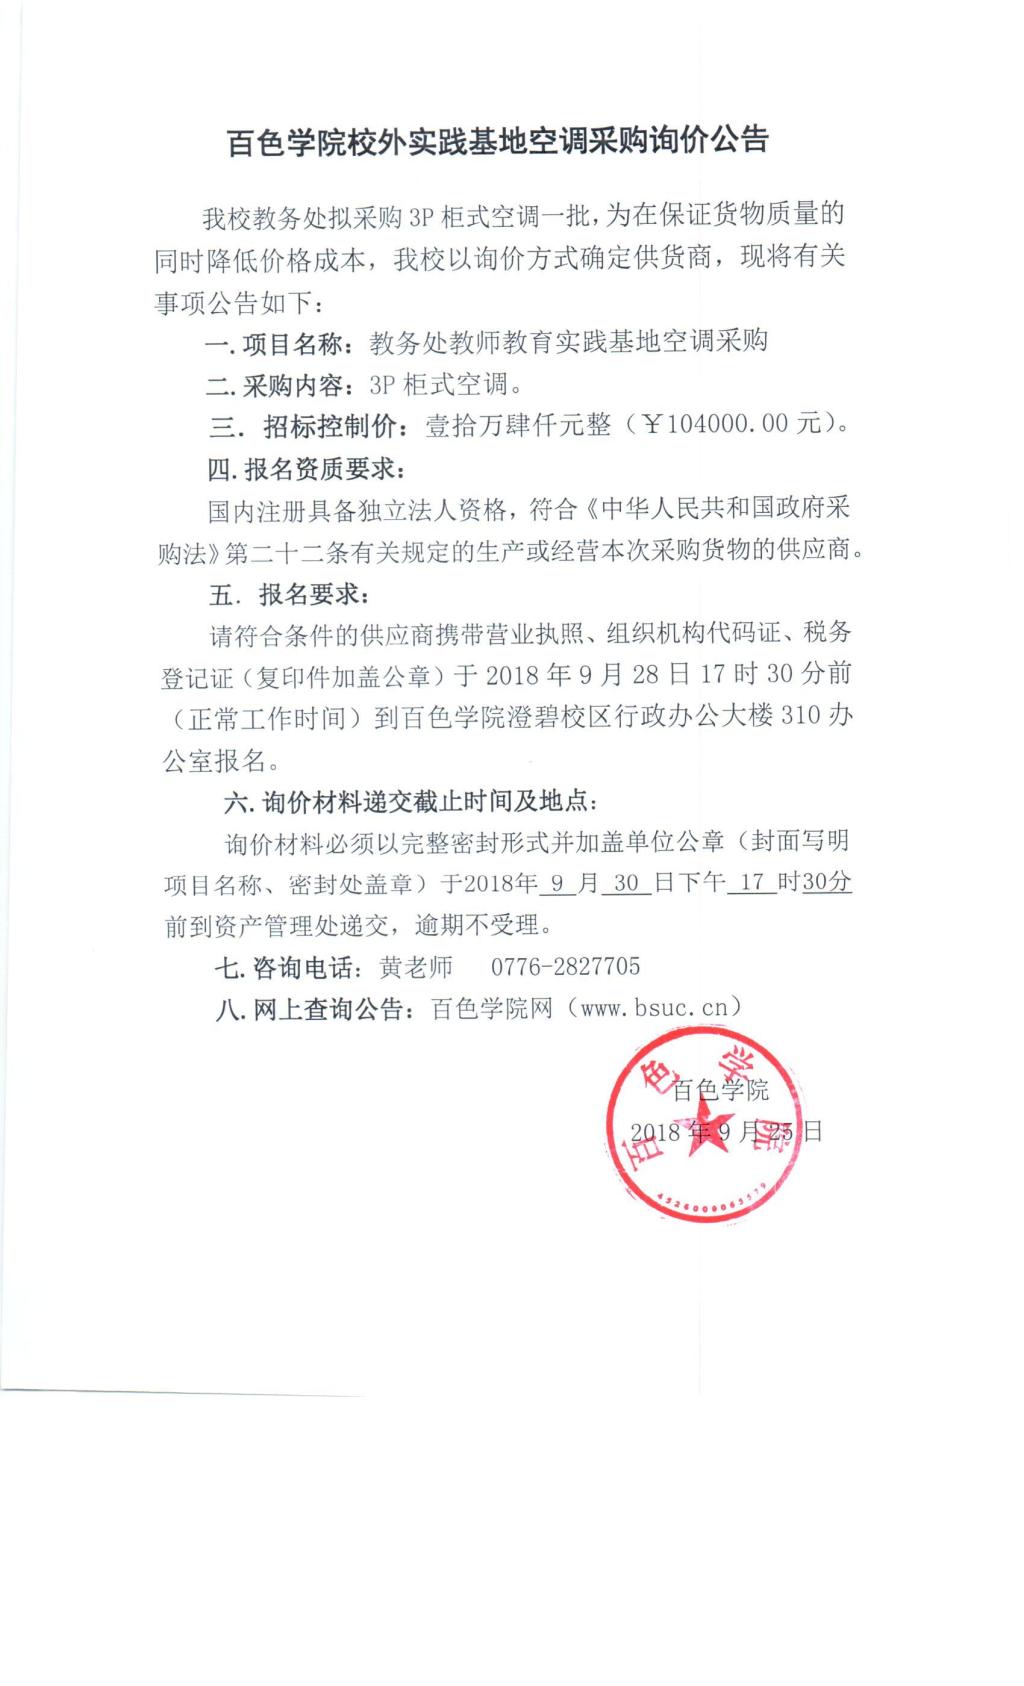 百色学院校外实践基地空调采购询价公告
我校教务处拟采购 3P 柜式空调一批，为在保证货物质量的
同时降低价格成本，我校以询价方式确定供货商，现将有关
事项公告如下：
一.项目名称：教务处教师教育实践基地空调采购
二.采购内容：3P 柜式空调。
三．招标控制价：壹拾万肆仟元整（￥104000.00 元）。
四.报名资质要求：
国内注册具备独立法人资格，符合《中华人民共和国政府采
购法》第二十二条有关规定的生产或经营本次采购货物的供应商。
五．报名要求：
请符合条件的供应商携带营业执照、组织机构代码证、税务
登记证（复印件加盖公章）于 2018 年 9 月 28 日 17 时 30 分前
（正常工作时间）到百色学院澄碧校区行政办公大楼 310 办
公室报名。
六.询价材料递交截止时间及地点：
询价材料必须以完整密封形式并加盖单位公章（封面写明
项目名称、密封处盖章）于2018年 9 月 30 日下午 17 时30分
前到资产管理处递交，逾期不受理。
七.咨询电话：黄老师 0776-2827705
八.网上查询公告：百色学院网（www.bsuc.cn）
百色学院
2018 年 9 月 25 日
百色学院
4526000063579